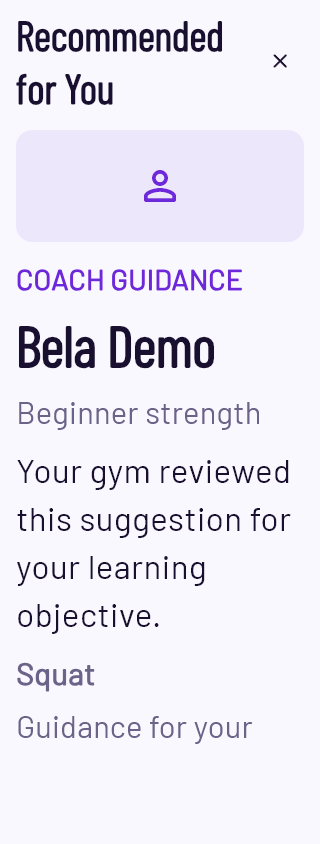 Recommended
for You
COACH GUIDANCE
Bela Demo
Beginner strength
Your gym reviewed
this suggestion for
your learning
objective.
Squat
Guidance for your